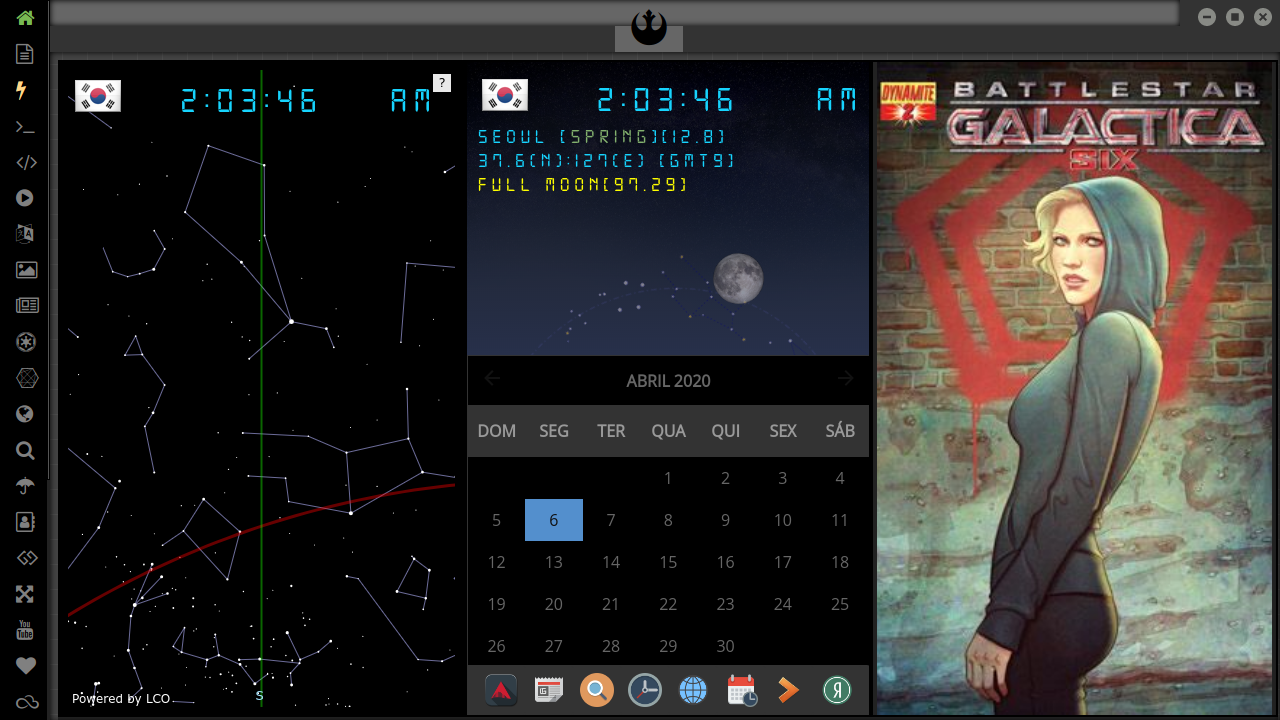 2:03:46 AM
?
Powered by LCO
S
2:03:46 AM
SEOUL [SPRING][12.8]
37.6(N):127(E) [GMT9]
FULL MOON[97.29]
ABRIL 2020
DOM SEG TER QUA QUI SEX SÁB
1 2 3 4
5 6 7 8 9 10 11
12 13 14 15 16 17 18
19 20 21 22 23 24 25
26 27 28 29 30
DYNAMITE
2
BATTLESTAR
GALACTICA
SIX
You
Tube
Я